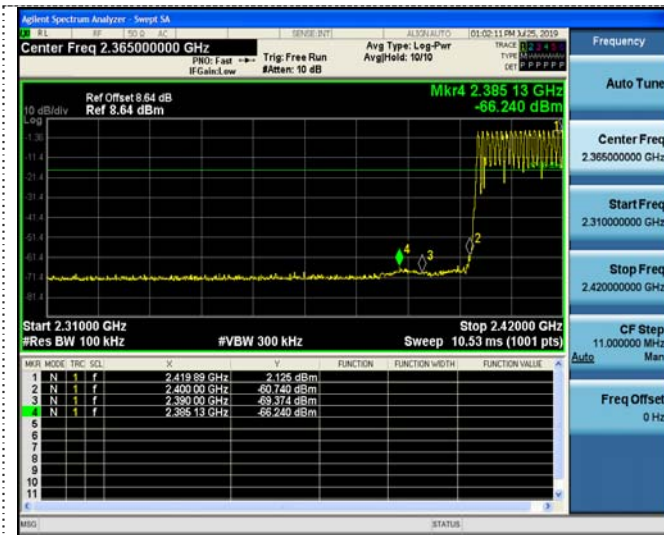 Agilent Spectrum Analyzer - Swept SA
RL RF 50 Ω AC SENSE:INT ALIGN AUTO 01:02:11 PM Jul 25, 2019
Center Freq 2.365000000 GHz
PNO: Fast
IFGain:Low
Trig: Free Run
#Atten: 10 dB
Avg Type: Log-Pwr
Avg|Hold: 10/10
TRACE 1 2 3 4 5 6
TYPE
DET P P P P P P
Ref Offset 8.64 dB
Ref 8.64 dBm
10 dB/div
Log
Mkr4 2.385 13 GHz
-66.240 dBm
-1.36
-11.4
-21.4
-31.4
-41.4
-51.4
-61.4
-71.4
-81.4
1
2
3
4
Start 2.31000 GHz
Stop 2.42000 GHz
#Res BW 100 kHz
#VBW 300 kHz
Sweep 10.53 ms (1001 pts)
MKR MODE TRC SCL X Y FUNCTION FUNCTION WIDTH FUNCTION VALUE
1 N 1 f 2.419 89 GHz 2.125 dBm
2 N 1 f 2.400 00 GHz -60.740 dBm
3 N 1 f 2.390 00 GHz -69.374 dBm
4 N 1 f 2.385 13 GHz -66.240 dBm
5
6
7
8
9
10
11
MSG
STATUS
Frequency
Auto Tune
Center Freq
2.365000000 GHz
Start Freq
2.310000000 GHz
Stop Freq
2.420000000 GHz
CF Step
11.000000 MHz
Auto Man
Freq Offset
0 Hz